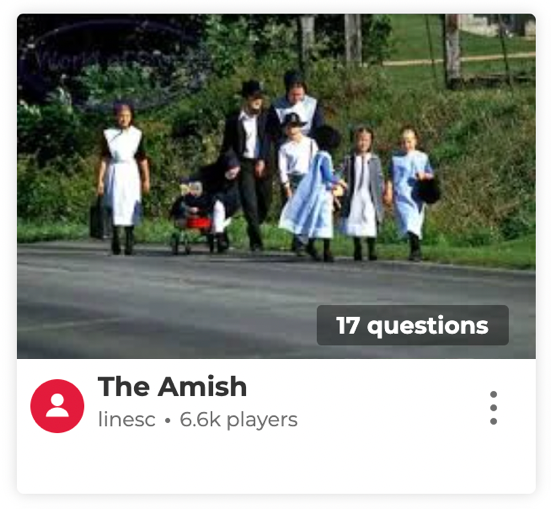 17 questions
The Amish
linesc • 6.6k players